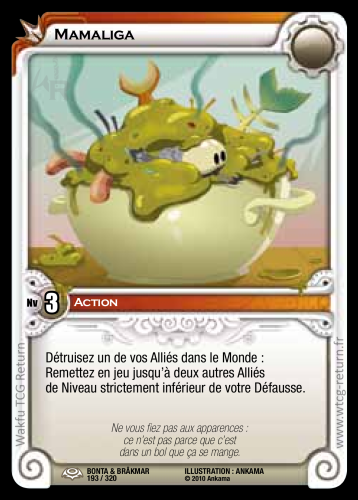 MAMALIGA
Nv 3 ACTION
Détruisez un de vos Alliés dans le Monde :
Remettez en jeu jusqu'à deux autres Alliés
de Niveau strictement inférieur de votre Défausse.
Ne vous fiez pas aux apparences :
ce n'est pas parce que c'est
dans un bol que ça se mange.
BONTA & BRÂKMAR
193 / 320
ILLUSTRATION : ANKAMA
© 2010 Ankama
Wakfu TCG Return
www.wtcg-return.fr